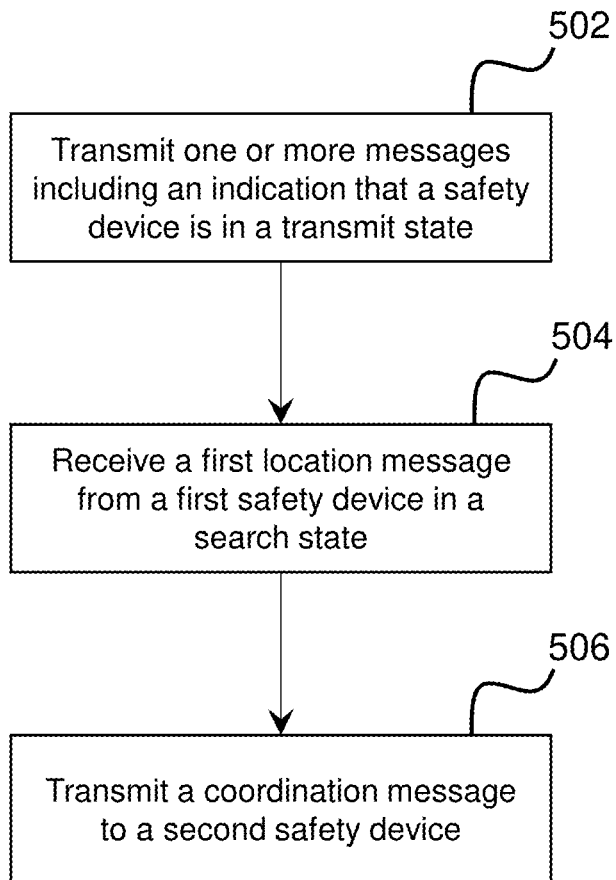 502
Transmit one or more messages
including an indication that a safety
device is in a transmit state
504
Receive a first location message
from a first safety device in a
search state
506
Transmit a coordination message
to a second safety device